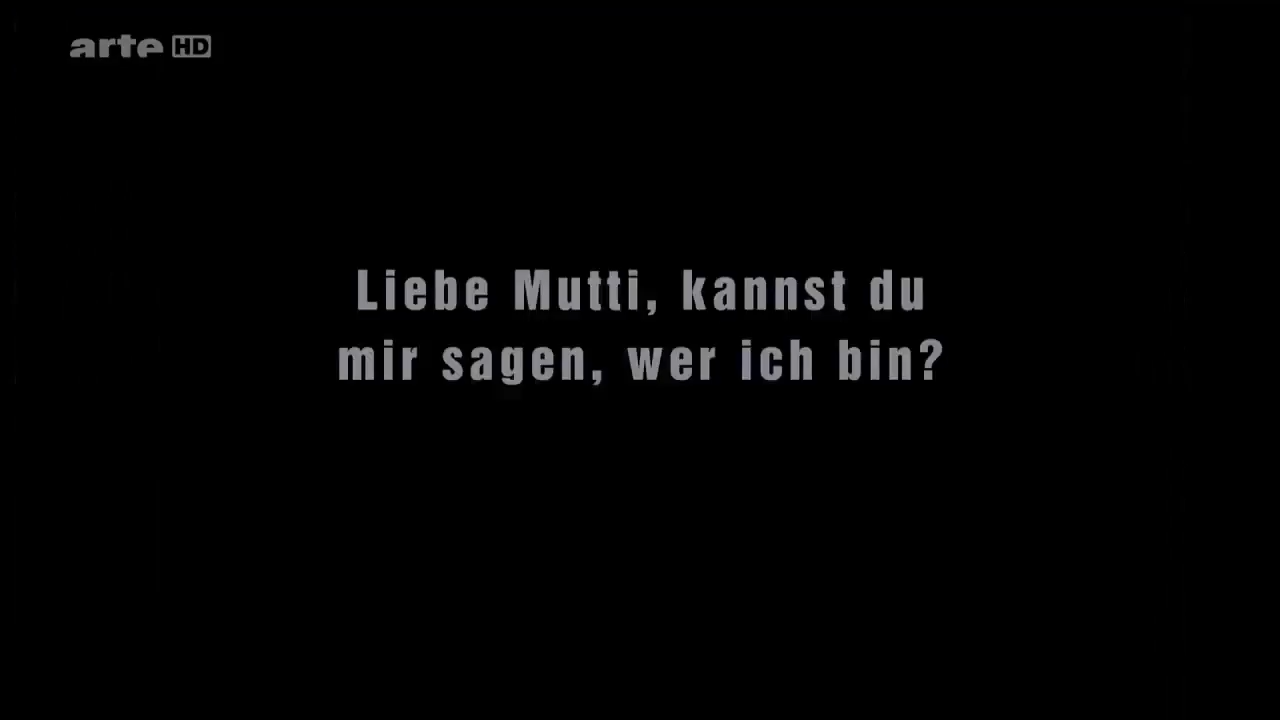 arte HD
Liebe Mutti, kannst du
mir sagen, wer ich bin?